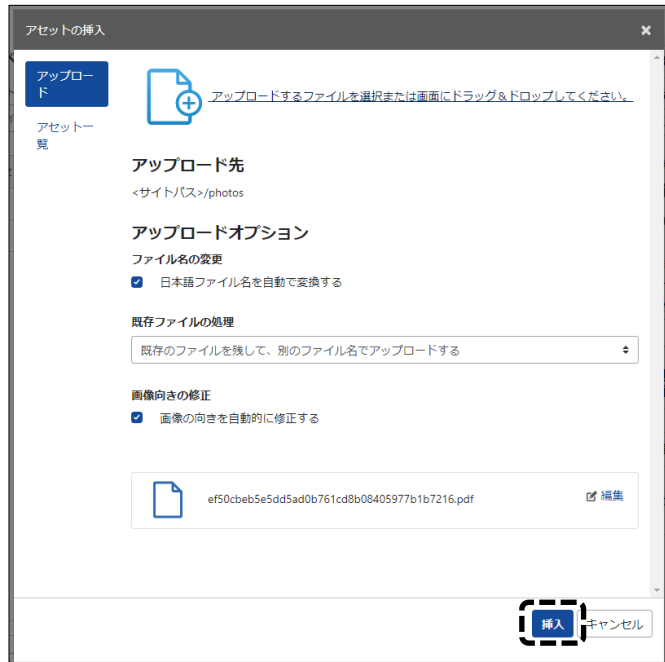 アセットの挿入
アップロー
ド
アセット一
覧
アップロードするファイルを選択または画面にドラッグ＆ドロップしてください。
アップロード先
<サイトパス>/photos
アップロードオプション
ファイル名の変更
日本語ファイル名を自動で変換する
既存ファイルの処理
既存のファイルを残して、別のファイル名でアップロードする
画像向きの修正
画像の向きを自動的に修正する
ef50cbeb5e5dd5ad0b761cd8b08405977b1b7216.pdf
編集
挿入
キャンセル